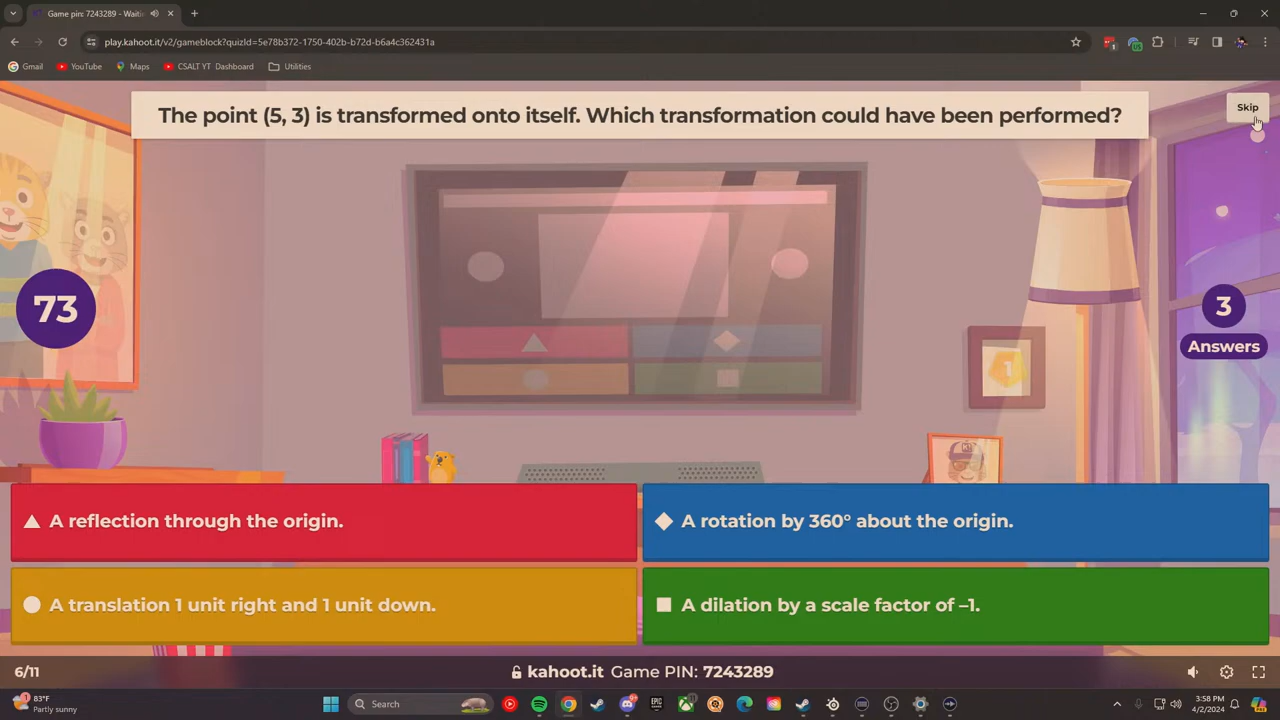 Game pin: 7243289 - Waiti
play.kahoot.it/v2/gameblock?quizId=5e78b372-1750-402b-b72d-b6a4c362431a
Gmail
YouTube
Maps
CSALT YT Dashboard
Utilities
The point (5, 3) is transformed onto itself. Which transformation could have been performed?
Skip
73
3
Answers
1
A reflection through the origin.
A rotation by 360° about the origin.
A translation 1 unit right and 1 unit down.
A dilation by a scale factor of –1.
6/11
kahoot.it Game PIN: 7243289
83°F
Partly sunny
Search
3:58 PM
4/2/2024